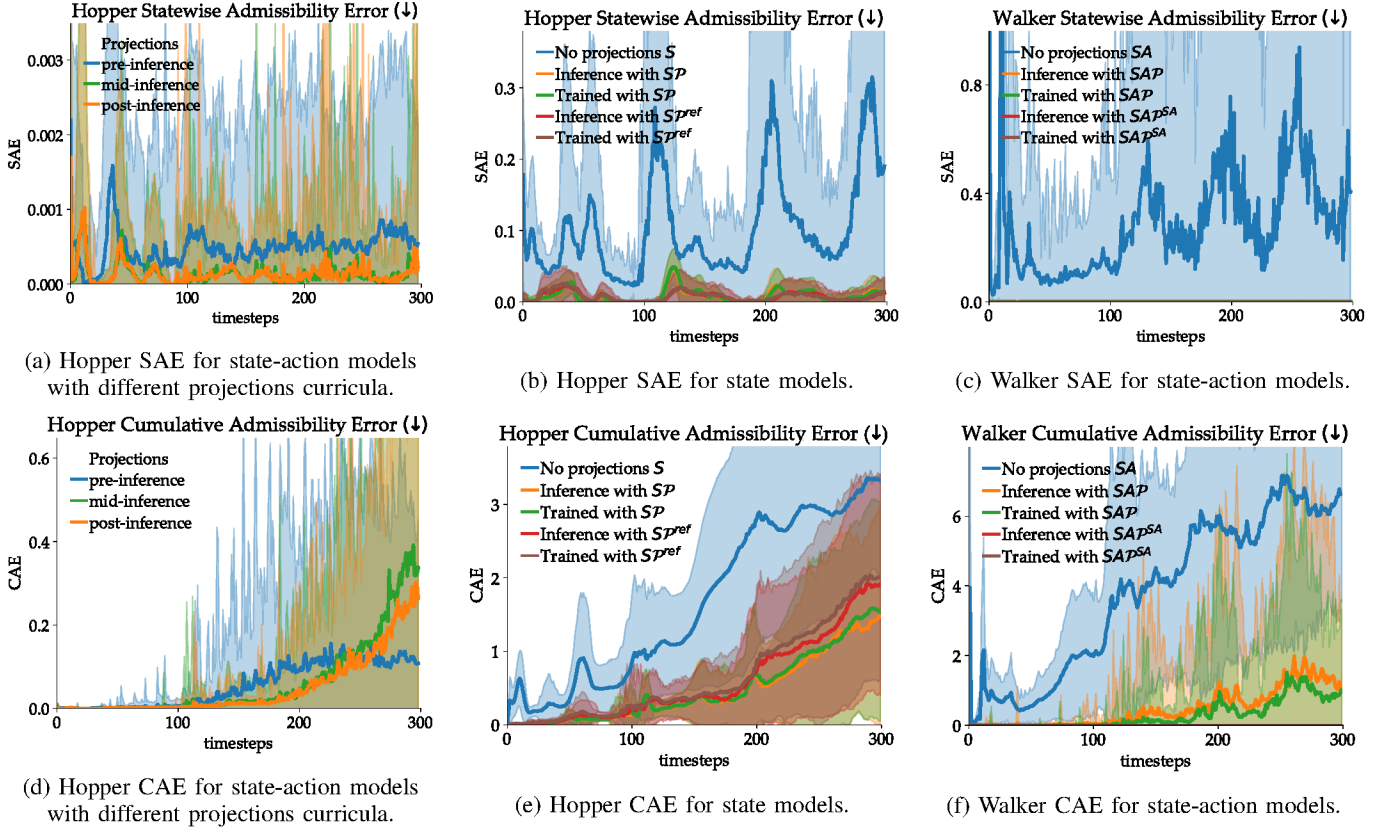 Hopper Statewise Admissibility Error (↓)
Projections
pre-inference
mid-inference
post-inference
0.003
0.002
0.001
0.000
SAE
0
100
200
300
timesteps
(a) Hopper SAE for state-action models
with different projections curricula.
Hopper Statewise Admissibility Error (↓)
No projections S
Inference with SP
Trained with SP
Inference with SP^ref
Trained with SP^ref
0.3
0.2
0.1
0.0
SAE
0
100
200
300
timesteps
(b) Hopper SAE for state models.
Walker Statewise Admissibility Error (↓)
No projections SA
Inference with SAP
Trained with SAP
Inference with SAP^SA
Trained with SAP^SA
0.8
0.4
0.0
SAE
0
100
200
300
timesteps
(c) Walker SAE for state-action models.
Hopper Cumulative Admissibility Error (↓)
Projections
pre-inference
mid-inference
post-inference
0.6
0.4
0.2
0.0
CAE
0
100
200
300
timesteps
(d) Hopper CAE for state-action models
with different projections curricula.
Hopper Cumulative Admissibility Error (↓)
No projections S
Inference with SP
Trained with SP
Inference with SP^ref
Trained with SP^ref
3
2
1
0
CAE
0
100
200
300
timesteps
(e) Hopper CAE for state models.
Walker Cumulative Admissibility Error (↓)
No projections SA
Inference with SAP
Trained with SAP
Inference with SAP^SA
Trained with SAP^SA
6
4
2
0
CAE
0
100
200
300
timesteps
(f) Walker CAE for state-action models.